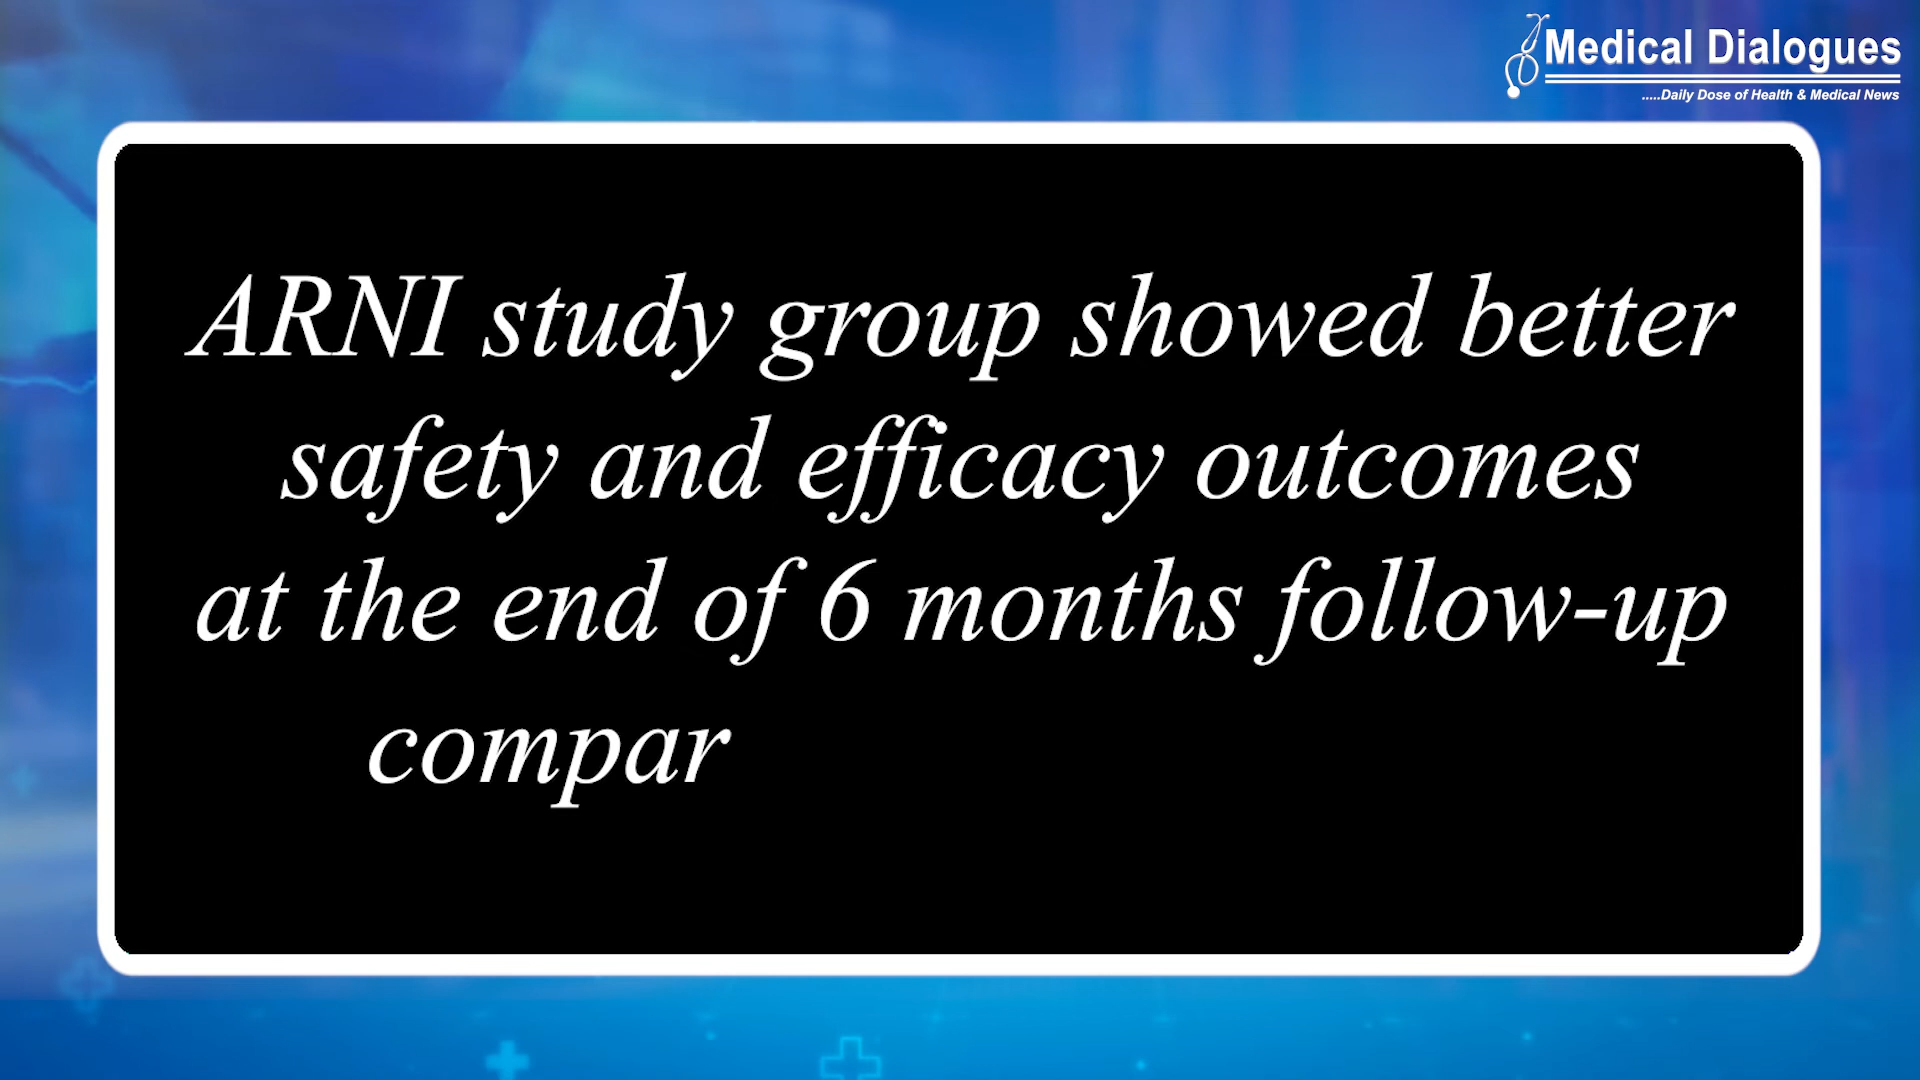 Medical Dialogues
.....Daily Dose of Health & Medical News
ARNI study group showed better
safety and efficacy outcomes
at the end of 6 months follow-up
compar